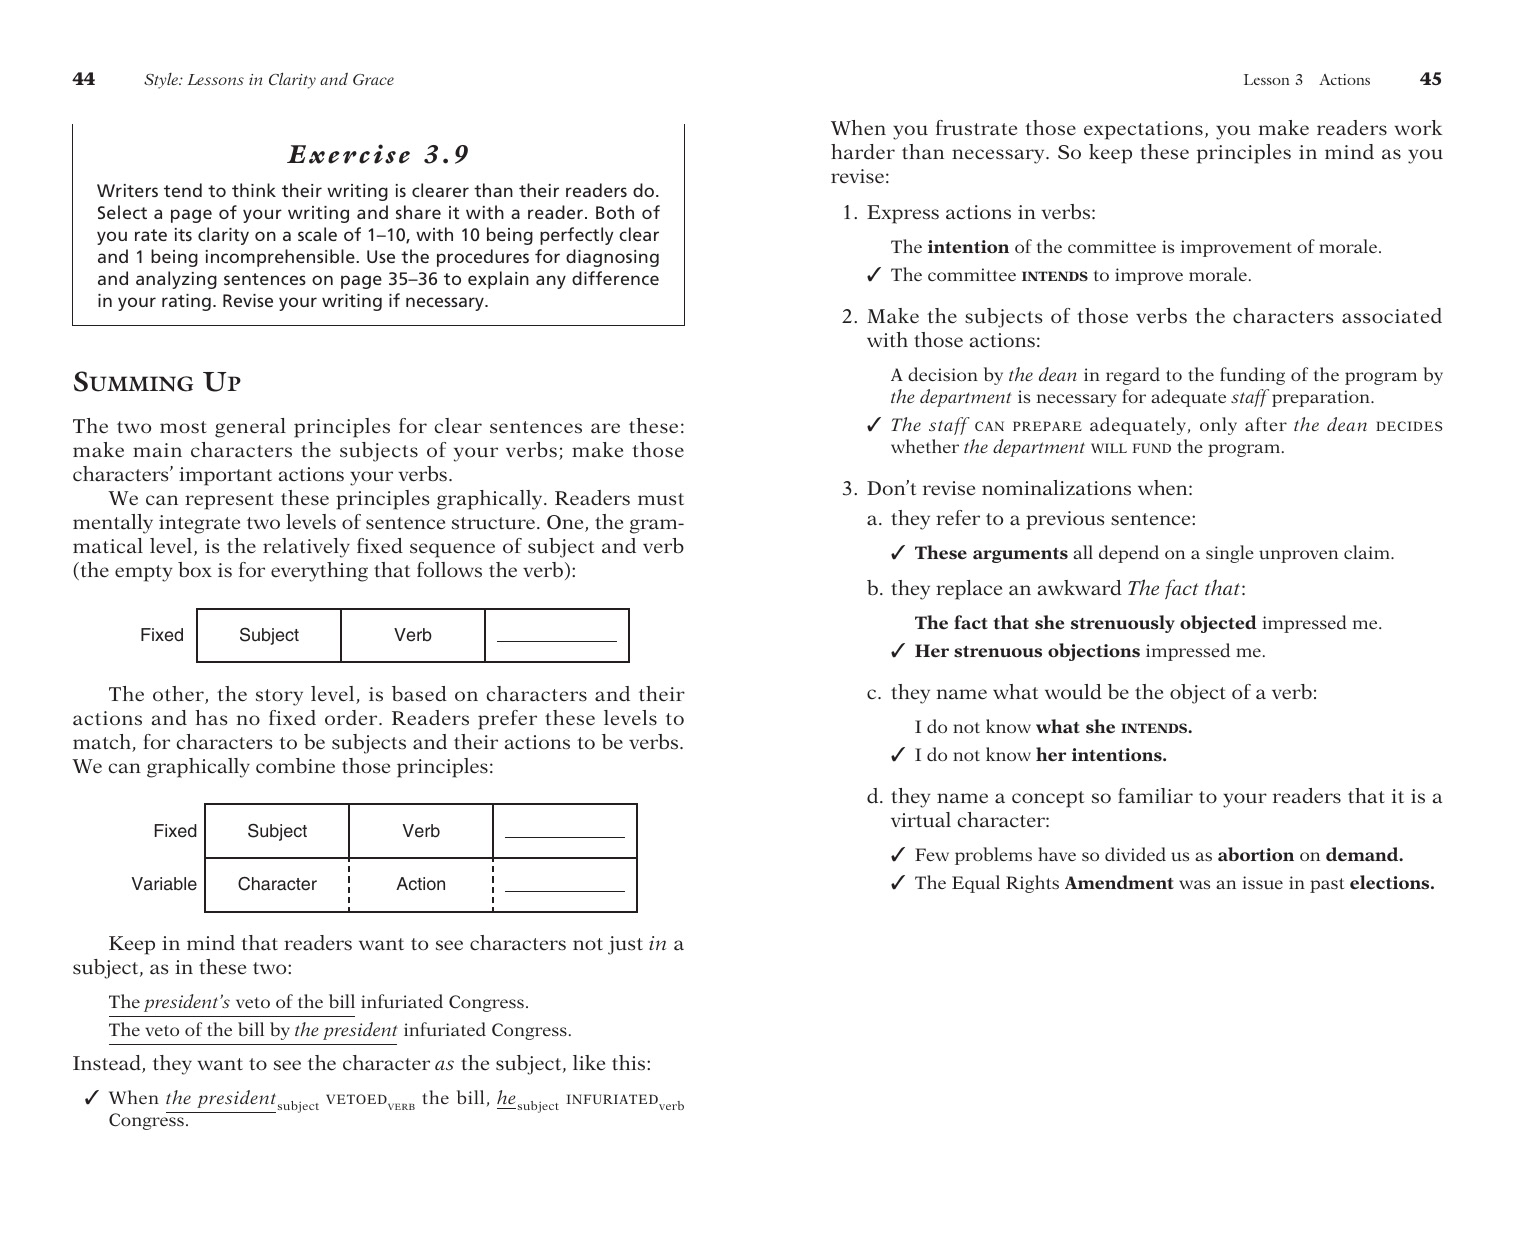 44 Style: Lessons in Clarity and Grace
Exercise 3.9
Writers tend to think their writing is clearer than their readers do.
Select a page of your writing and share it with a reader. Both of
you rate its clarity on a scale of 1–10, with 10 being perfectly clear
and 1 being incomprehensible. Use the procedures for diagnosing
and analyzing sentences on page 35–36 to explain any difference
in your rating. Revise your writing if necessary.
Summing Up
The two most general principles for clear sentences are these:
make main characters the subjects of your verbs; make those
characters’ important actions your verbs.
We can represent these principles graphically. Readers must
mentally integrate two levels of sentence structure. One, the gram-
matical level, is the relatively fixed sequence of subject and verb
(the empty box is for everything that follows the verb):
Fixed Subject Verb
The other, the story level, is based on characters and their
actions and has no fixed order. Readers prefer these levels to
match, for characters to be subjects and their actions to be verbs.
We can graphically combine those principles:
Fixed Subject Verb
Variable Character Action
Keep in mind that readers want to see characters not just in a
subject, as in these two:
The president’s veto of the bill infuriated Congress.
The veto of the bill by the president infuriated Congress.
Instead, they want to see the character as the subject, like this:
✓ When the president subject VETOED VERB the bill, he subject INFURIATED verb
Congress.
Lesson 3 Actions 45
When you frustrate those expectations, you make readers work
harder than necessary. So keep these principles in mind as you
revise:
1. Express actions in verbs:
The intention of the committee is improvement of morale.
✓ The committee INTENDS to improve morale.
2. Make the subjects of those verbs the characters associated
with those actions:
A decision by the dean in regard to the funding of the program by
the department is necessary for adequate staff preparation.
✓ The staff CAN PREPARE adequately, only after the dean DECIDES
whether the department WILL FUND the program.
3. Don’t revise nominalizations when:
a. they refer to a previous sentence:
✓ These arguments all depend on a single unproven claim.
b. they replace an awkward The fact that:
The fact that she strenuously objected impressed me.
✓ Her strenuous objections impressed me.
c. they name what would be the object of a verb:
I do not know what she INTENDS.
✓ I do not know her intentions.
d. they name a concept so familiar to your readers that it is a
virtual character:
✓ Few problems have so divided us as abortion on demand.
✓ The Equal Rights Amendment was an issue in past elections.